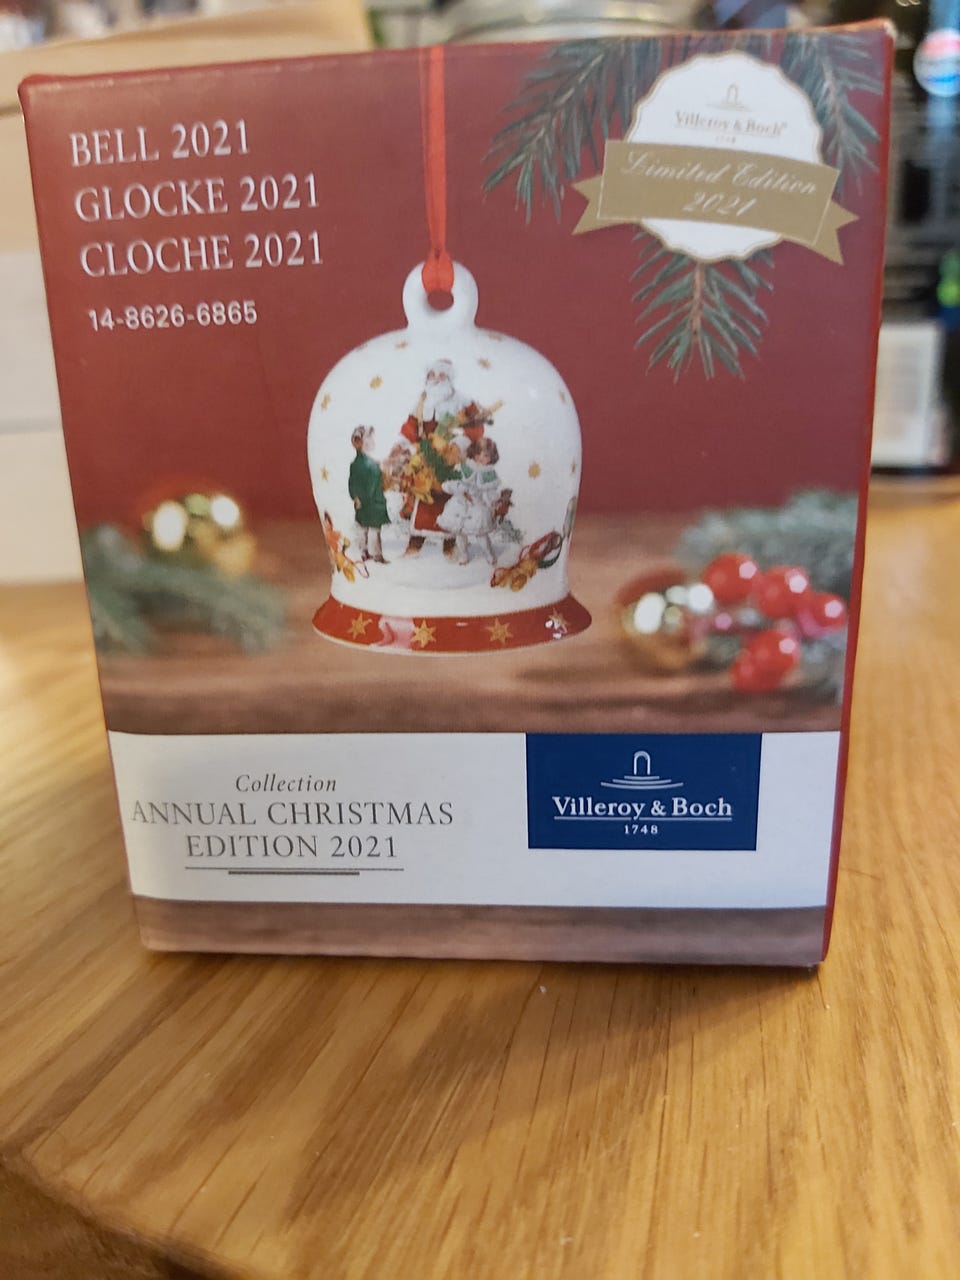 BELL 2021
GLOCKE 2021
CLOCHE 2021
14-8626-6865
Villeroy & Boch®
1748
Limited Edition
2021
Collection
ANNUAL CHRISTMAS
EDITION 2021
Villeroy & Boch
1748